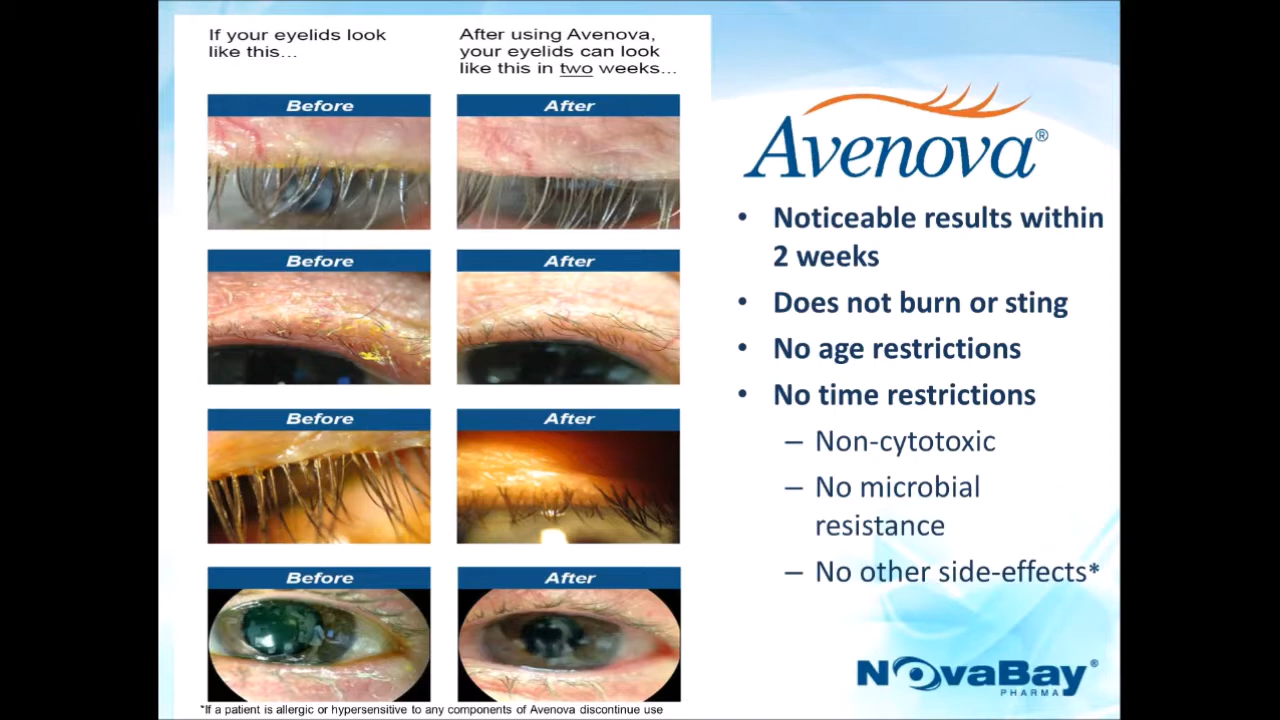 If your eyelids look
like this...
After using Avenova,
your eyelids can look
like this in two weeks...
Before
After
Before
After
Before
After
Before
After
*If a patient is allergic or hypersensitive to any components of Avenova discontinue use
Avenova®
• Noticeable results within
2 weeks
• Does not burn or sting
• No age restrictions
• No time restrictions
– Non-cytotoxic
– No microbial
resistance
– No other side-effects*
NovaBay®
PHARMA